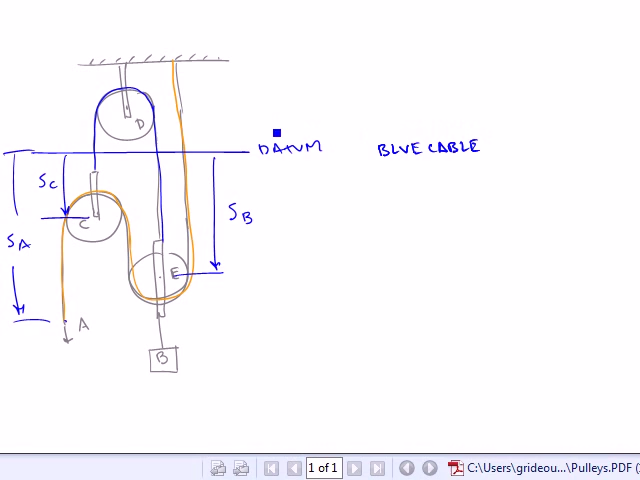 D
DATUM
BLUE CABLE
SC
C
SA
SB
E
A
B
1 of 1
C:\Users\grideou...\Pulleys.PDF (